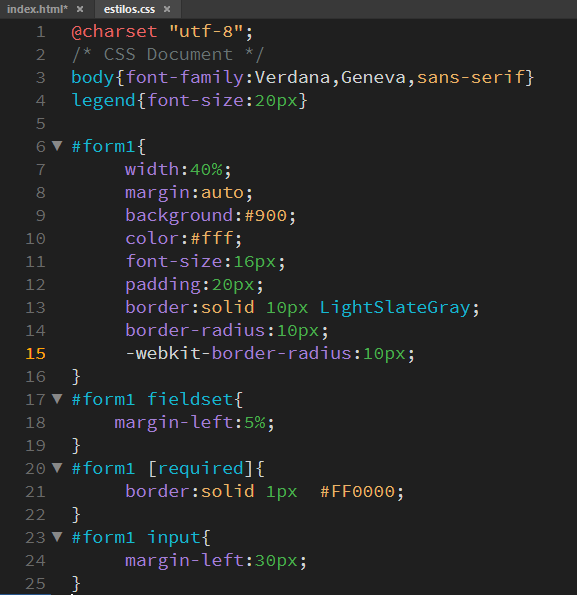 index.html* × estilos.css ×
1 @charset "utf-8";
2 /* CSS Document */
3 body{font-family:Verdana,Geneva,sans-serif}
4 legend{font-size:20px}
5
6 ▼ #form1{
7 width:40%;
8 margin:auto;
9 background:#900;
10 color:#fff;
11 font-size:16px;
12 padding:20px;
13 border:solid 10px LightSlateGray;
14 border-radius:10px;
15 -webkit-border-radius:10px;
16 }
17 ▼ #form1 fieldset{
18 margin-left:5%;
19 }
20 ▼ #form1 [required]{
21 border:solid 1px  #FF0000;
22 }
23 ▼ #form1 input{
24 margin-left:30px;
25 }